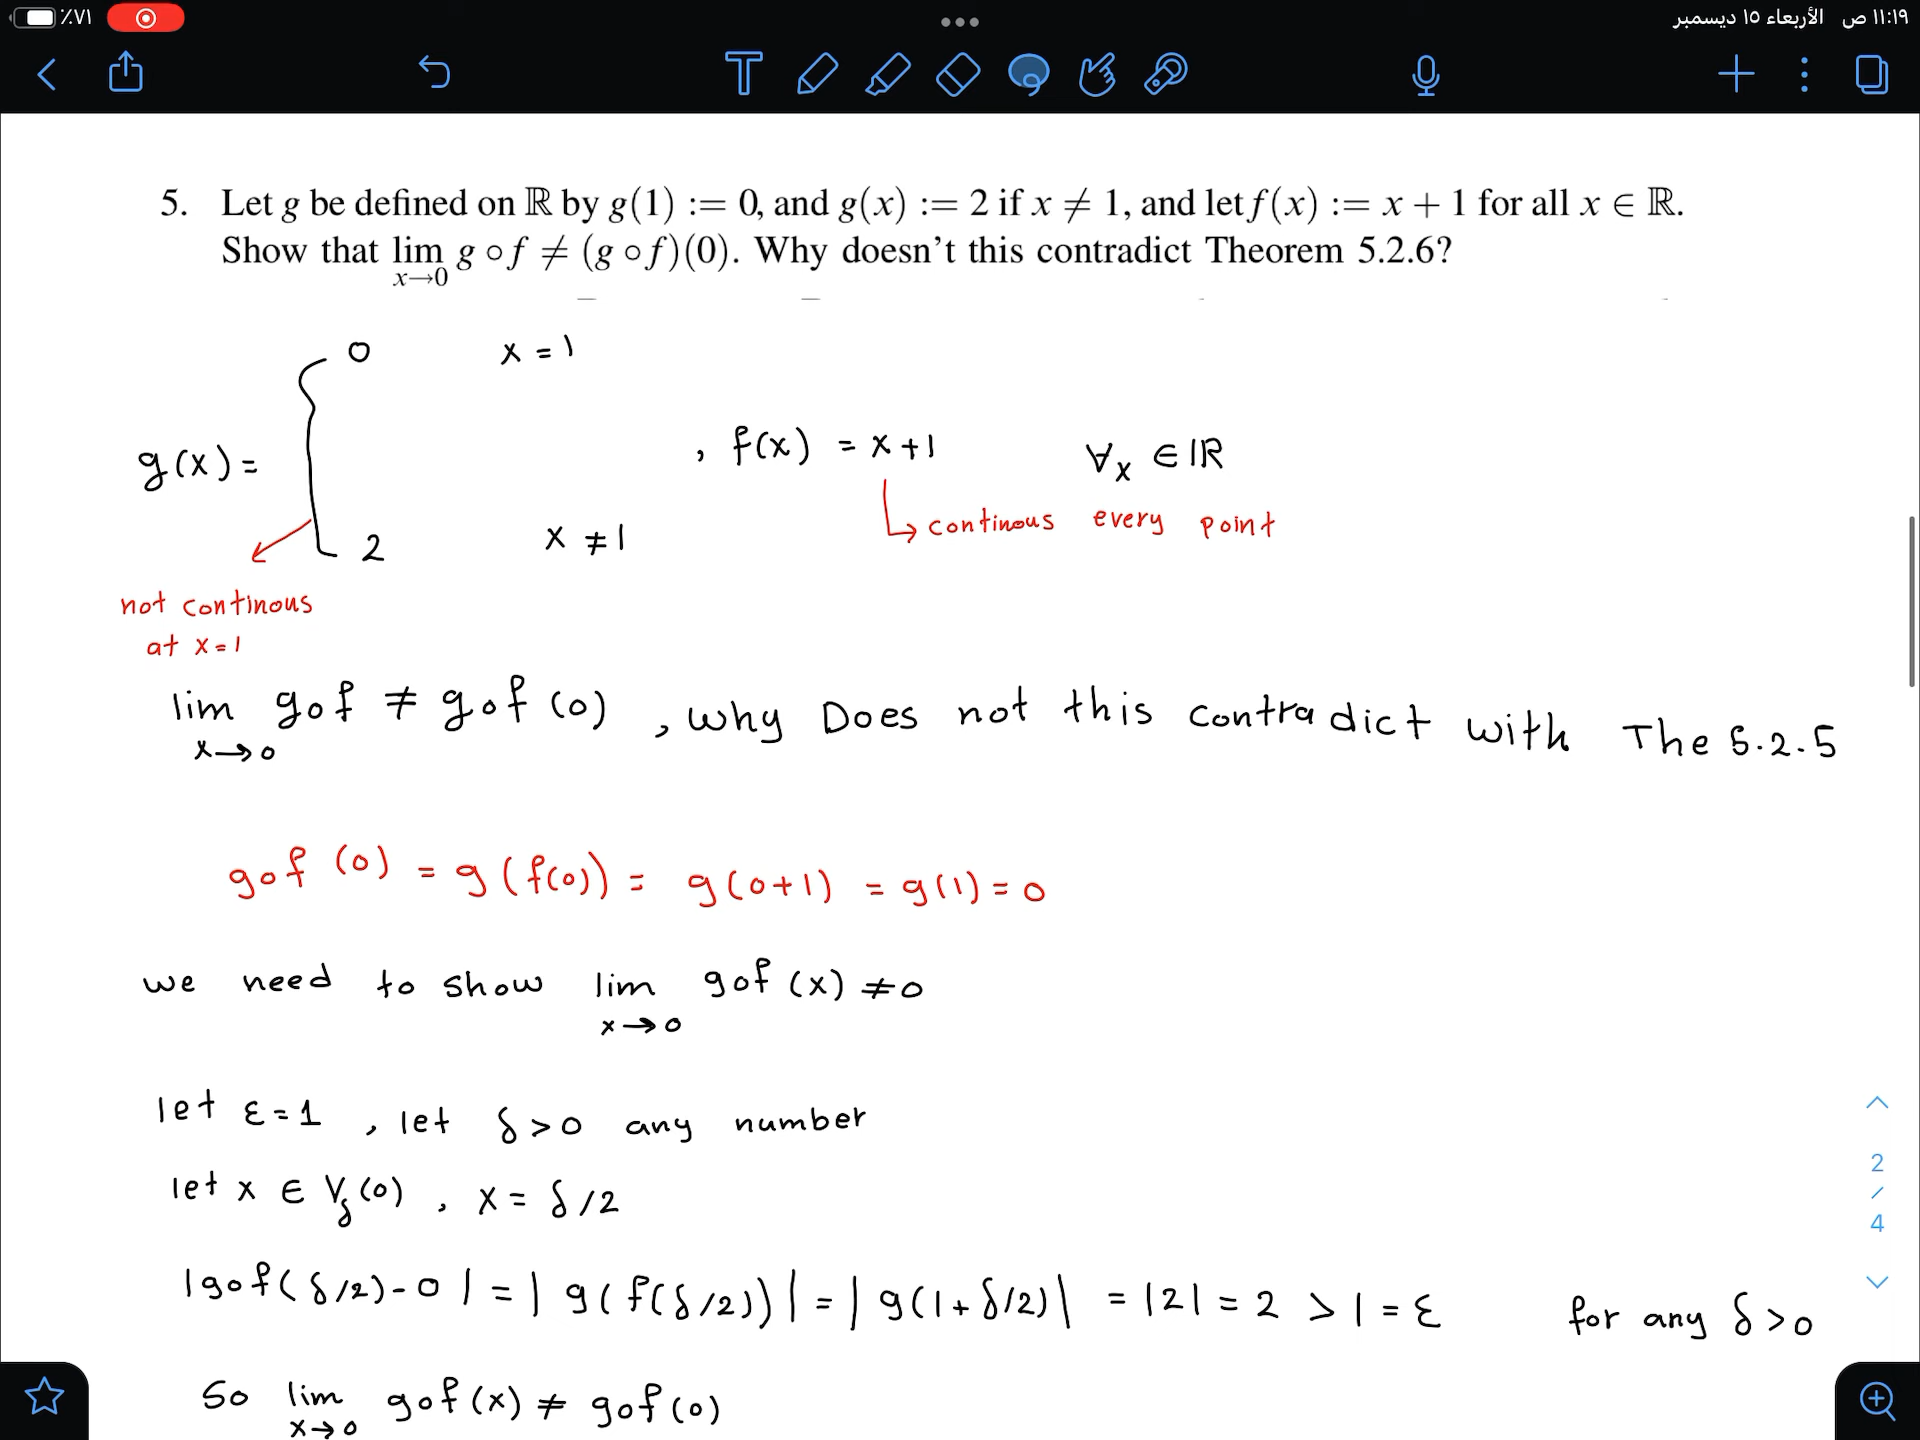 ٪٧١ ١١:١٩ ص الأربعاء ١٥ ديسمبر
5. Let g be defined on ℝ by g(1) := 0, and g(x) := 2 if x ≠ 1, and let f(x) := x + 1 for all x ∈ ℝ.
Show that lim g ∘ f ≠ (g ∘ f)(0). Why doesn't this contradict Theorem 5.2.6?
x→0
0 x = 1
g(x) = , f(x) = x+1 ∀x ∈ ℝ
continous every point
2 x ≠ 1
not continous
at x = 1
lim gof ≠ gof (0) , why Does not this contradict with The 5.2.5
x→0
gof (0) = g(f(0)) = g(0+1) = g(1) = 0
we need to show lim gof (x) ≠ 0
x→0
let ε = 1 , let δ > 0 any number
let x ∈ Vδ(0) , x = δ/2
|gof(δ/2) - 0| = |g(f(δ/2))| = |g(1+δ/2)| = |2| = 2 > 1 = ε for any δ > 0
So lim gof(x) ≠ gof(0)
x→0
2
/
4